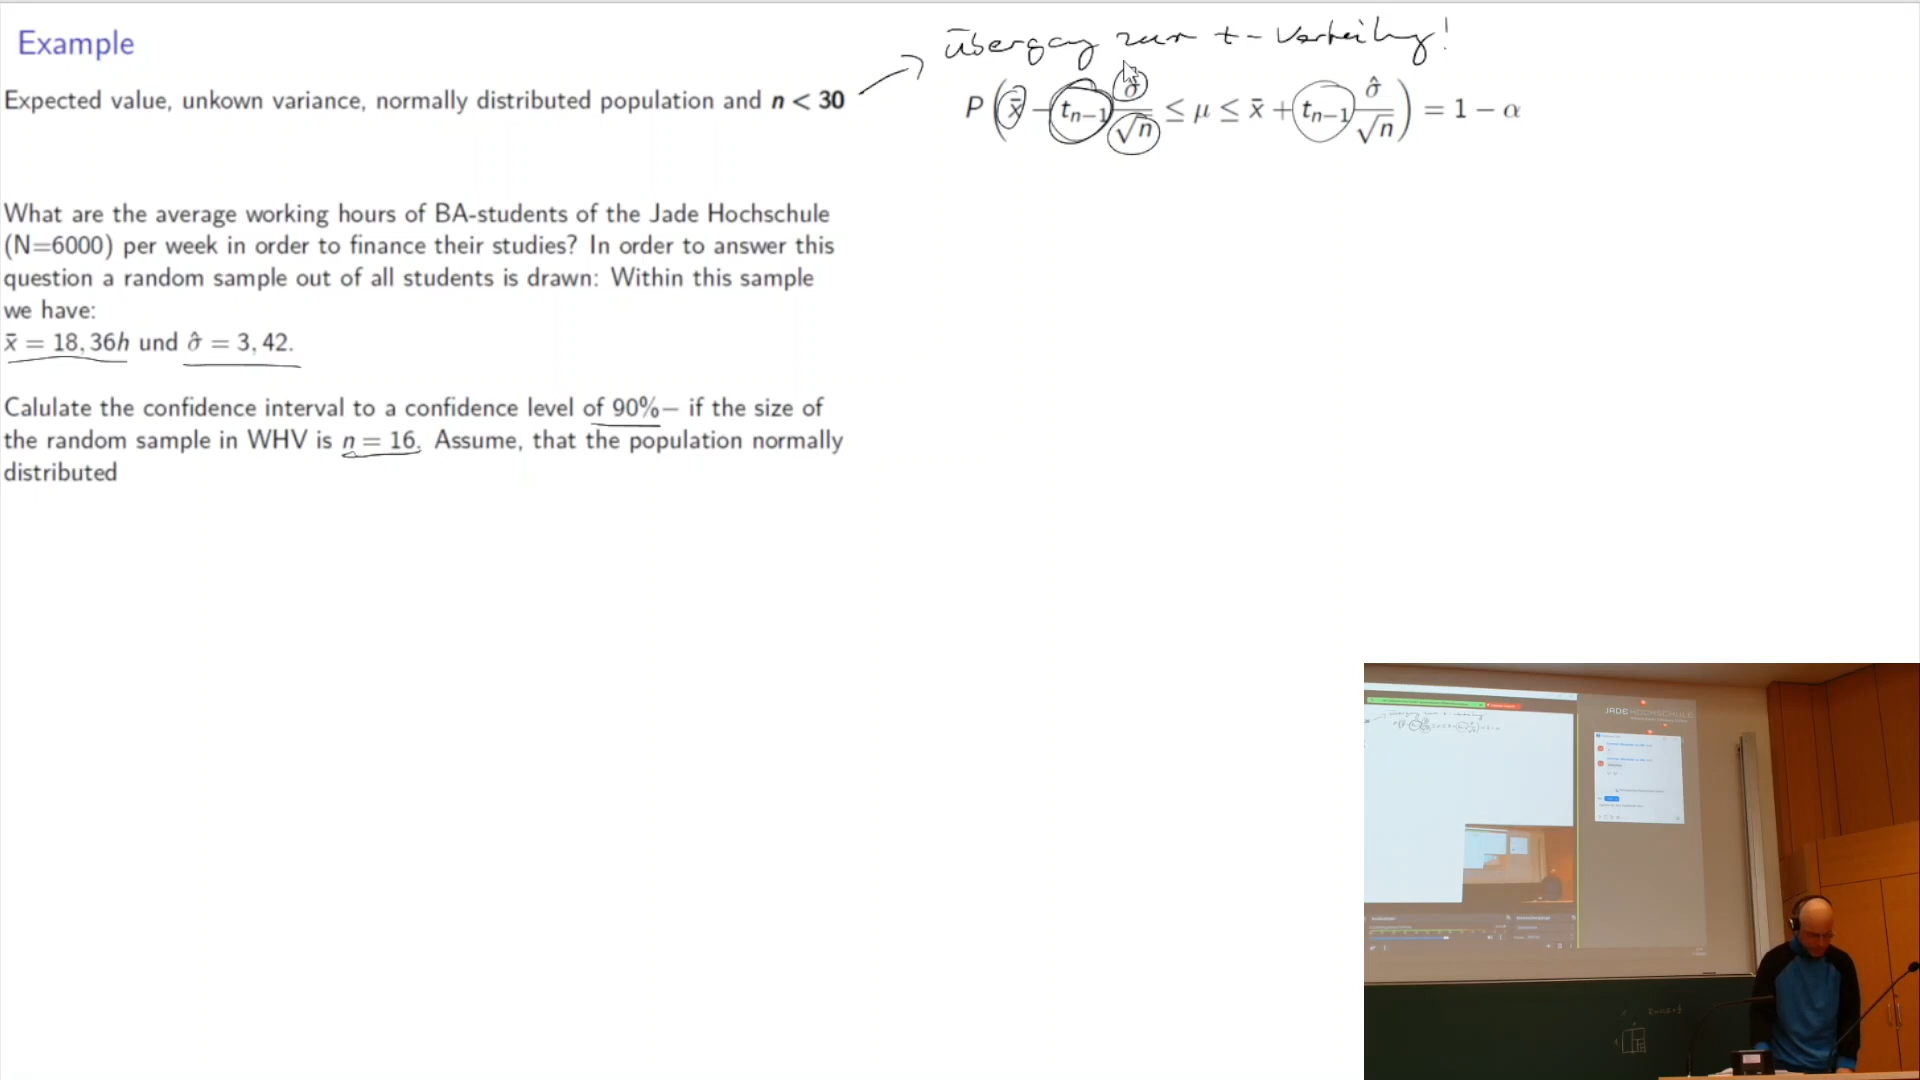 Example
Übergang zur t-Verteilung!
Expected value, unkown variance, normally distributed population and n < 30
P(x̄ − tₙ₋₁ σ̂/√n ≤ μ ≤ x̄ + tₙ₋₁ σ̂/√n) = 1 − α
What are the average working hours of BA-students of the Jade Hochschule
(N=6000) per week in order to finance their studies? In order to answer this
question a random sample out of all students is drawn: Within this sample
we have:
x̄ = 18,36h und σ̂ = 3,42.
Calulate the confidence interval to a confidence level of 90%– if the size of
the random sample in WHV is n = 16. Assume, that the population normally
distributed
JADE HOCHSCHULE